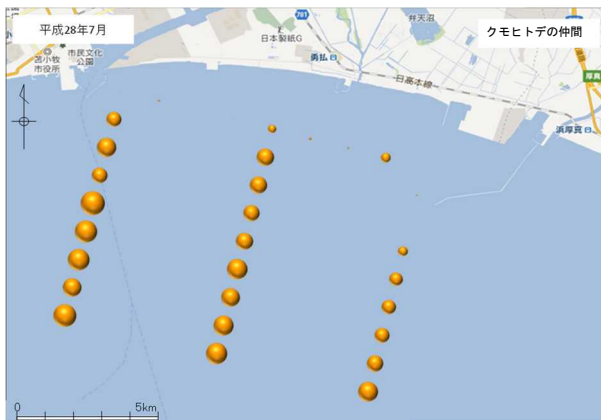 平成28年7月
クモヒトデの仲間
781
弁天沼
日本製紙G
市民文化
公園
苫小牧
市役所
勇払
日高本線
厚真
浜厚真
0
5km